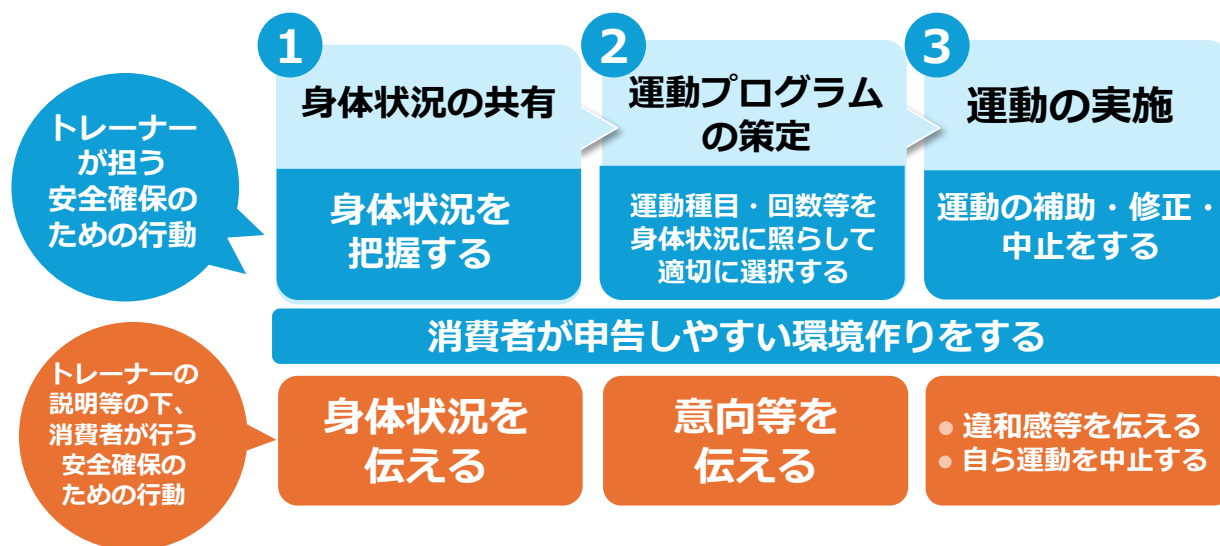 1
身体状況の共有
2
運動プログラム
の策定
3
運動の実施
トレーナー
が担う
安全確保の
ための行動
身体状況を
把握する
運動種目・回数等を
身体状況に照らして
適切に選択する
運動の補助・修正・
中止をする
消費者が申告しやすい環境作りをする
トレーナーの
説明等の下、
消費者が行う
安全確保の
ための行動
身体状況を
伝える
意向等を
伝える
● 違和感等を伝える
● 自ら運動を中止する